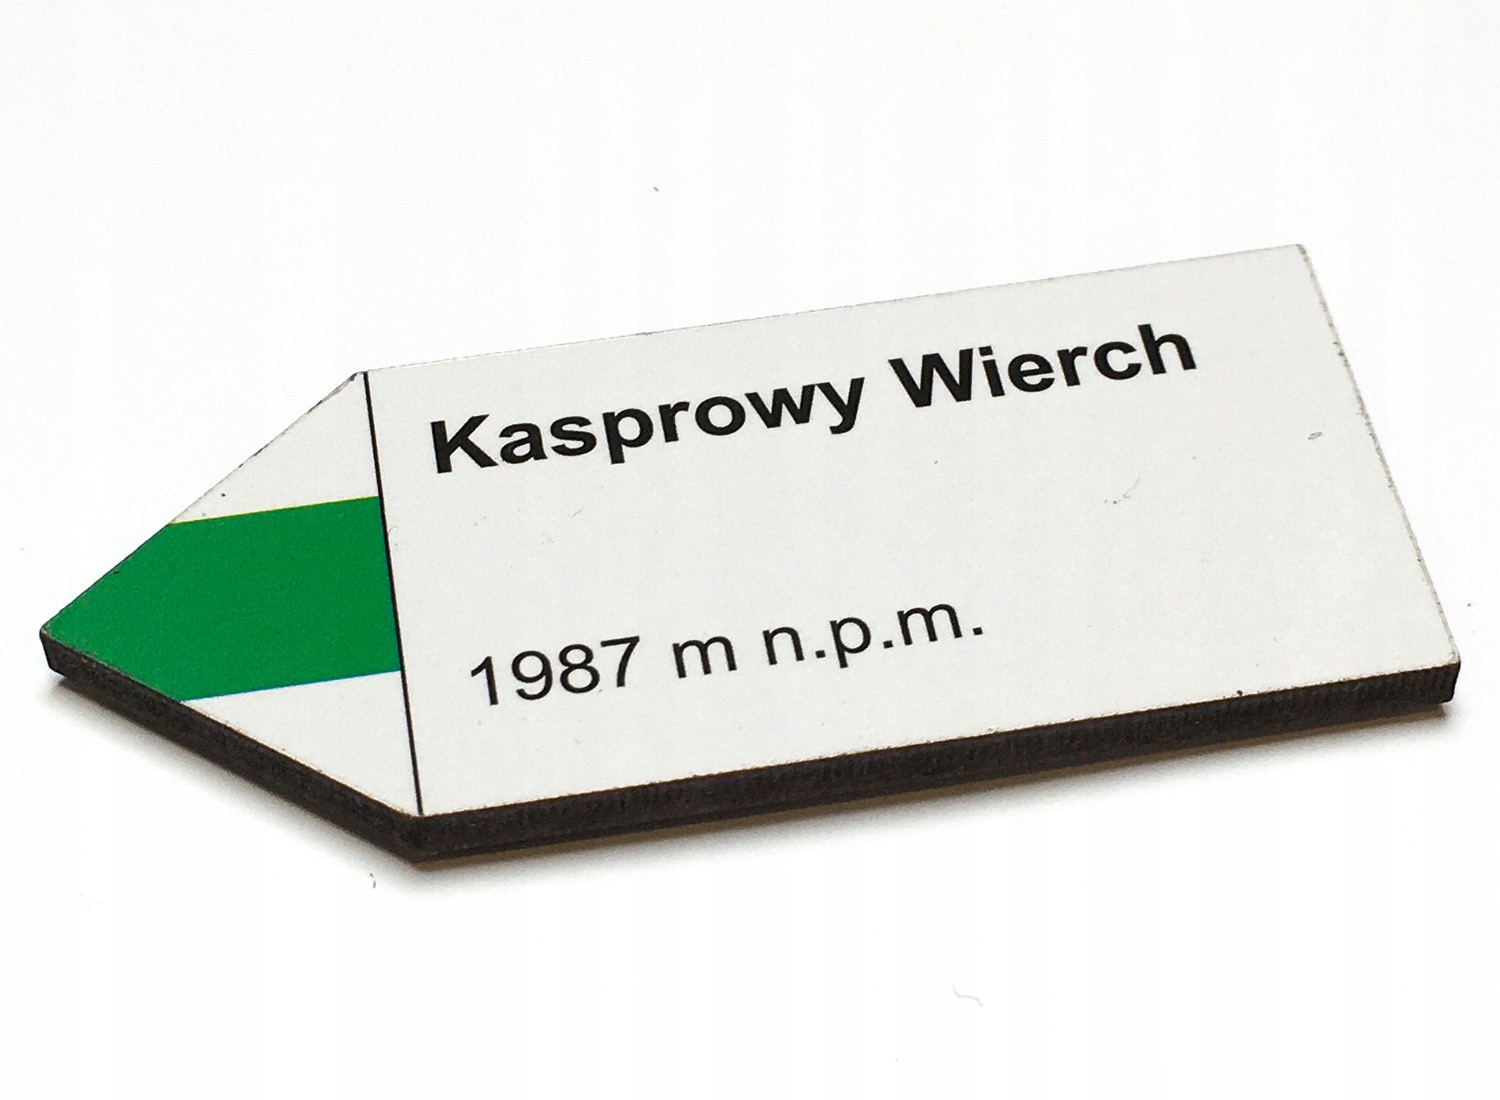 Kasprowy Wierch
1987 m n.p.m.